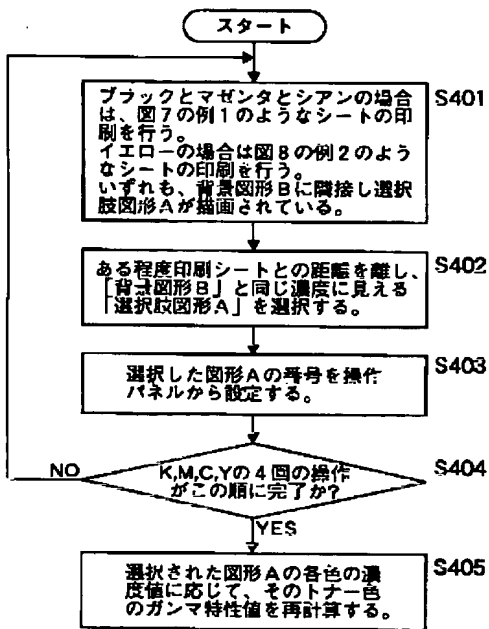 スタート
ブラックとマゼンタとシアンの場合
は、図7の例1のようなシートの印
刷を行う。
イエローの場合は図8の例2のよう
なシートの印刷を行う。
いずれも、背景図形Bに隣接し選択
肢図形Aが描画されている。
S401
ある程度印刷シートとの距離を離し、
「背景図形B」と同じ濃度に見える
「選択肢図形A」を選択する。
S402
選択した図形Aの番号を操作
パネルから設定する。
S403
K,M,C,Yの4回の操作
がこの順に完了か?
S404
NO
YES
選択された図形Aの各色の濃
度値に応じて、そのトナー色
のガンマ特性値を再計算する。
S405